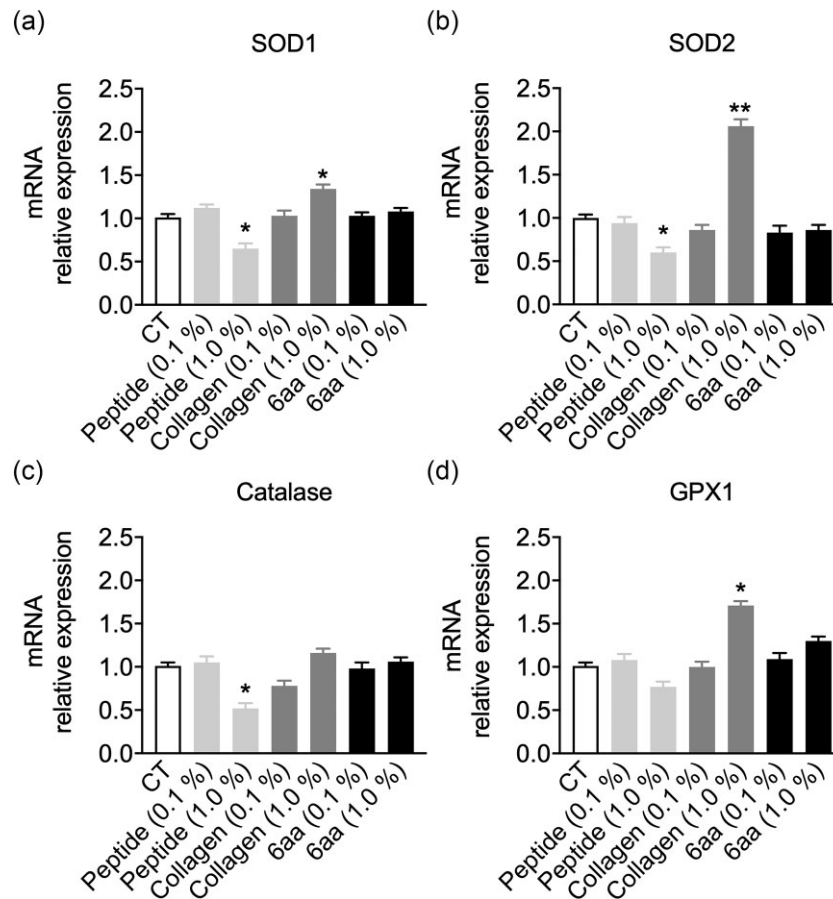 (a)
SOD1
mRNA
relative expression
2.5
2.0
1.5
1.0
0.5
0.0
*
*
CT
Peptide (0.1 %)
Peptide (1.0 %)
Collagen (0.1 %)
Collagen (1.0 %)
6aa (0.1 %)
6aa (1.0 %)
(b)
SOD2
mRNA
relative expression
2.5
2.0
1.5
1.0
0.5
0.0
*
**
CT
Peptide (0.1 %)
Peptide (1.0 %)
Collagen (0.1 %)
Collagen (1.0 %)
6aa (0.1 %)
6aa (1.0 %)
(c)
Catalase
mRNA
relative expression
2.5
2.0
1.5
1.0
0.5
0.0
*
CT
Peptide (0.1 %)
Peptide (1.0 %)
Collagen (0.1 %)
Collagen (1.0 %)
6aa (0.1 %)
6aa (1.0 %)
(d)
GPX1
mRNA
relative expression
2.5
2.0
1.5
1.0
0.5
0.0
*
CT
Peptide (0.1 %)
Peptide (1.0 %)
Collagen (0.1 %)
Collagen (1.0 %)
6aa (0.1 %)
6aa (1.0 %)